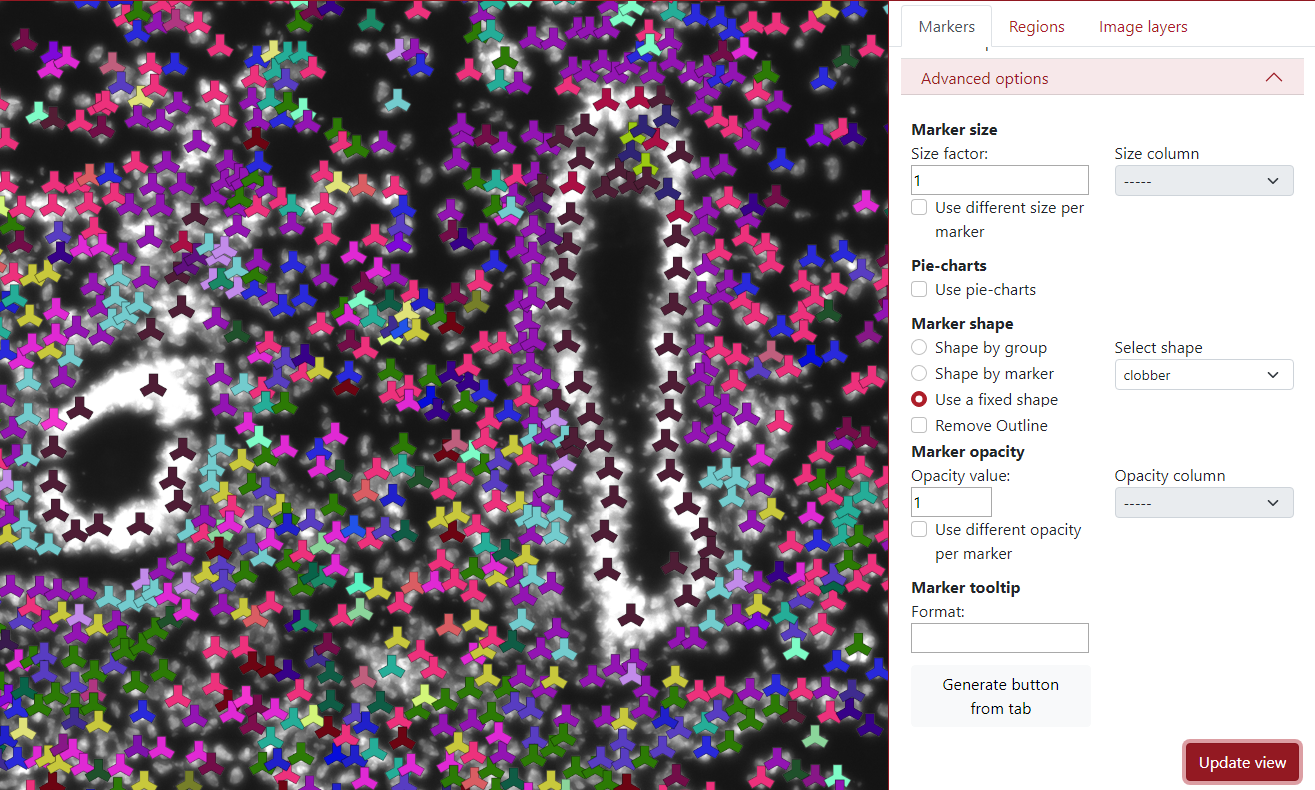 Markers Regions Image layers
Advanced options
Marker size
Size factor: Size column
1 -----
Use different size per
marker
Pie-charts
Use pie-charts
Marker shape
Shape by group Select shape
Shape by marker clobber
Use a fixed shape
Remove Outline
Marker opacity
Opacity value: Opacity column
1 -----
Use different opacity
per marker
Marker tooltip
Format:
Generate button
from tab
Update view